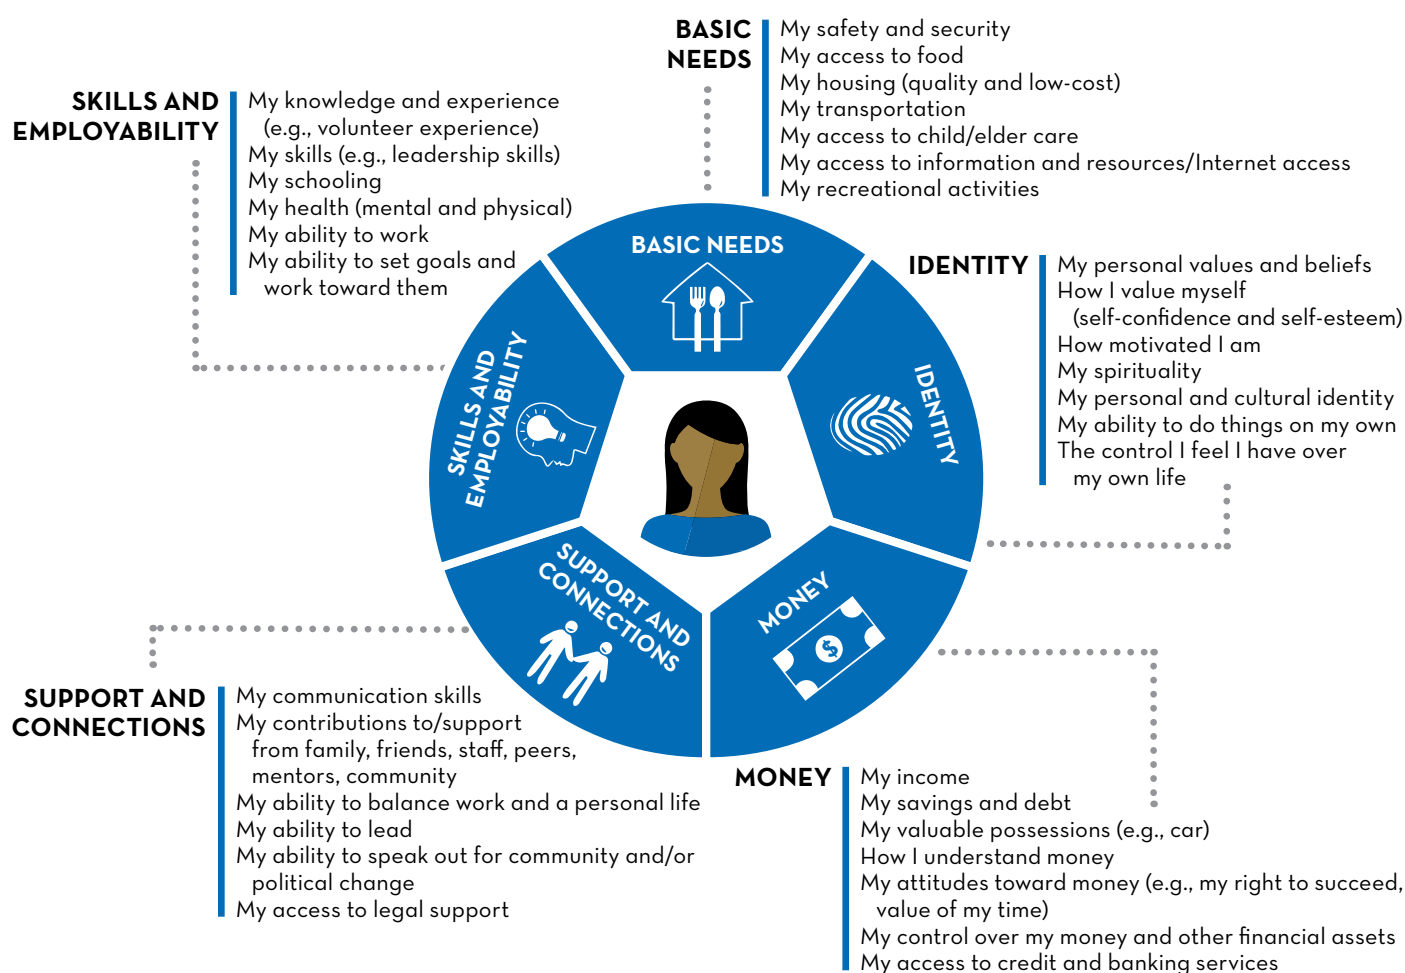 BASIC
NEEDS
My safety and security
My access to food
My housing (quality and low-cost)
My transportation
My access to child/elder care
My access to information and resources/Internet access
My recreational activities
SKILLS AND
EMPLOYABILITY
My knowledge and experience
(e.g., volunteer experience)
My skills (e.g., leadership skills)
My schooling
My health (mental and physical)
My ability to work
My ability to set goals and
work toward them
BASIC NEEDS
IDENTITY
My personal values and beliefs
How I value myself
(self-confidence and self-esteem)
How motivated I am
My spirituality
My personal and cultural identity
My ability to do things on my own
The control I feel I have over
my own life
SKILLS AND
EMPLOYABILITY
IDENTITY
SUPPORT AND
CONNECTIONS
MONEY
$
SUPPORT AND
CONNECTIONS
My communication skills
My contributions to/support
from family, friends, staff, peers,
mentors, community
My ability to balance work and a personal life
My ability to lead
My ability to speak out for community and/or
political change
My access to legal support
MONEY
My income
My savings and debt
My valuable possessions (e.g., car)
How I understand money
My attitudes toward money (e.g., my right to succeed,
value of my time)
My control over my money and other financial assets
My access to credit and banking services